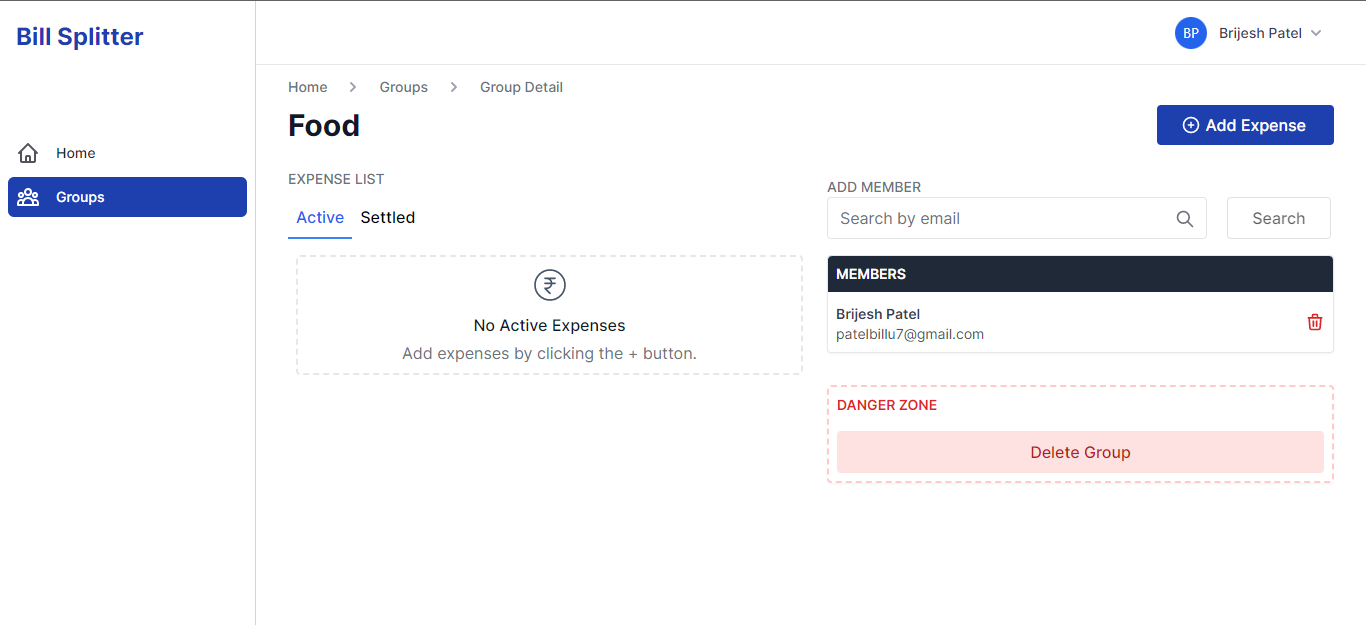 Bill Splitter
BP Brijesh Patel
Home
Groups
Home > Groups > Group Detail
Food
Add Expense
EXPENSE LIST
Active Settled
₹
No Active Expenses
Add expenses by clicking the + button.
ADD MEMBER
Search by email
Search
MEMBERS
Brijesh Patel
patelbillu7@gmail.com
DANGER ZONE
Delete Group